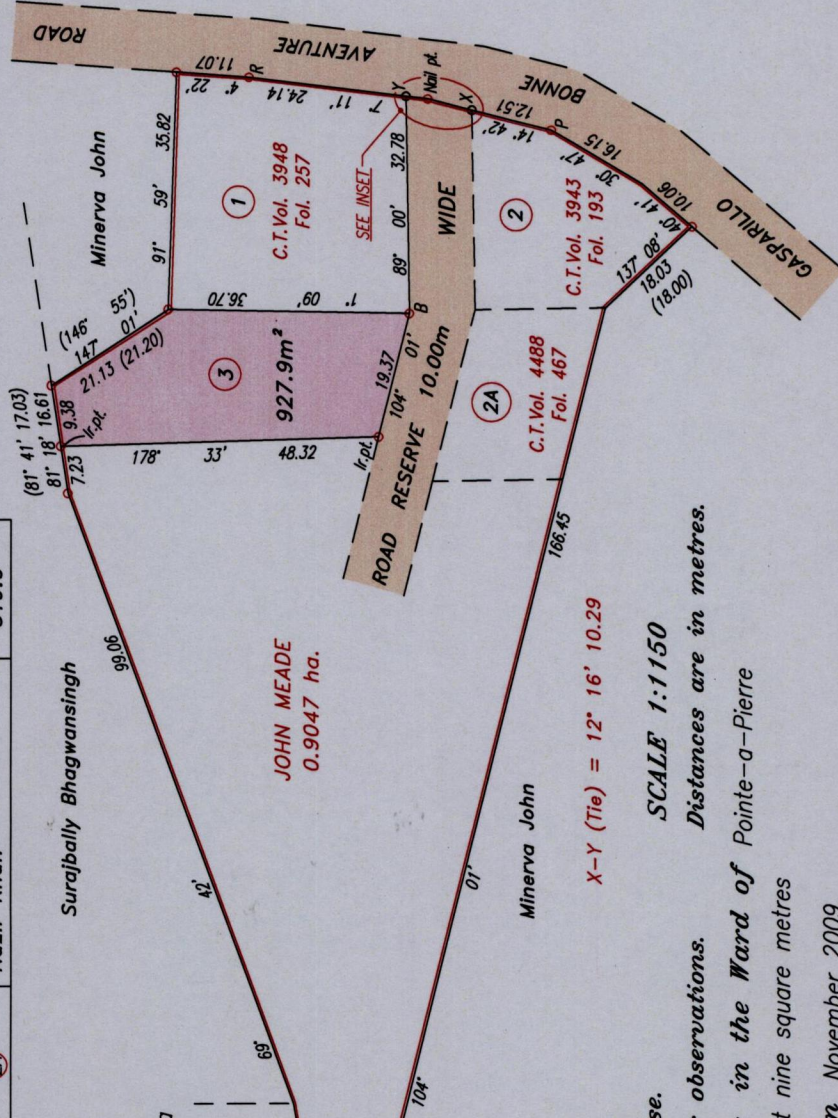 ROAD
AVENTURE
BONNE
GASPARILLO
Minerva John
91° 59' 35.82
4° 22' 11.07
R
7° 11' 24.14
Y
Nail pt.
X
14° 42' 12.51
P
30° 47' 16.15
40° 41' 10.06
137° 08'
18.03
(18.00)
1
C.T.Vol. 3948
Fol. 257
SEE INSET
89° 00' 32.78
1° 09' 36.70
B
(146° 55')
147° 01'
21.13 (21.20)
(81° 41' 17.03)
81° 18' 16.61
9.38
Ir.pt.
7.23
3
927.9m²
104° 01' 19.37
178° 33' 48.32
Ir.pt.
ROAD RESERVE 10.00m WIDE
2
C.T.Vol. 3943
Fol. 193
2A
C.T.Vol. 4488
Fol. 467
Surajbally Bhagwansingh
69° 42' 99.06
JOHN MEADE
0.9047 ha.
104° 01' 166.45
Minerva John
X-Y (Tie) = 12° 16' 10.29
SCALE 1:1150
observations. Distances are in metres.
in the Ward of Pointe-a-Pierre
nine square metres
November 2009